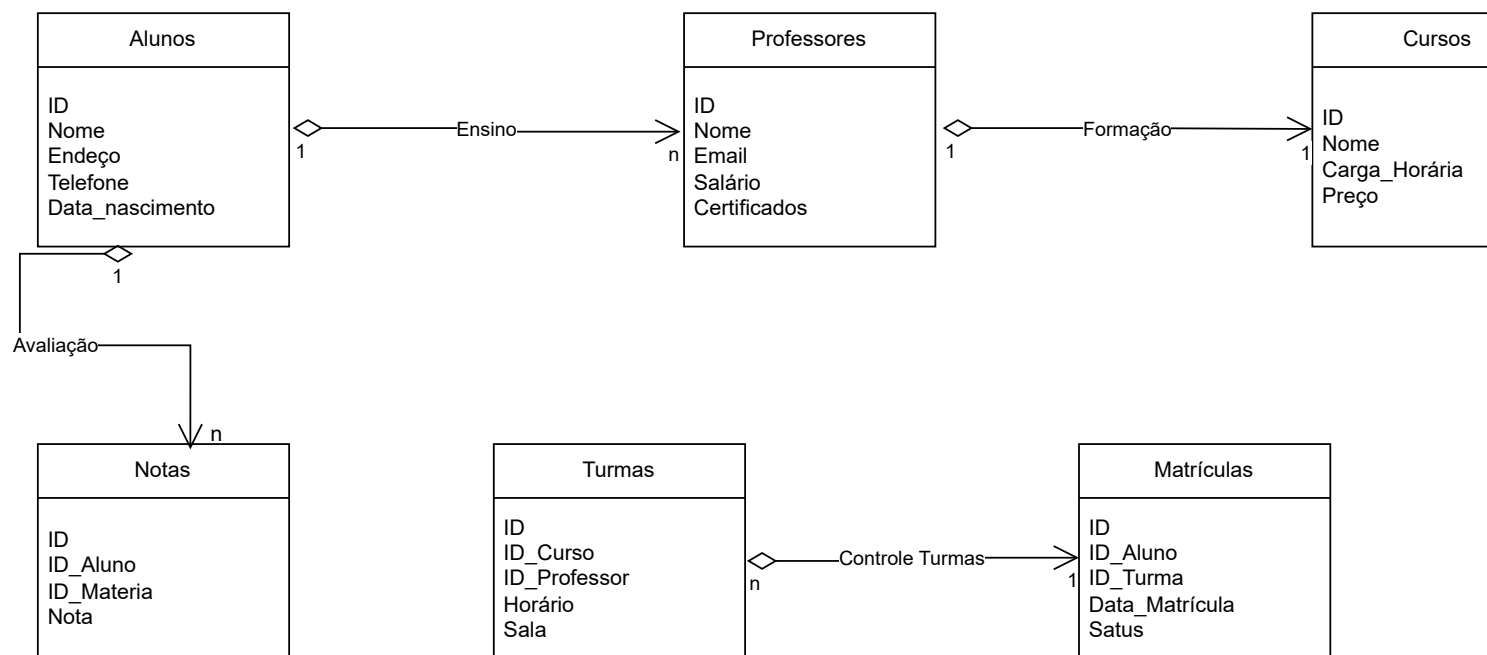 Alunos
ID
Nome
Endeço
Telefone
Data_nascimento
1
Ensino
n
Professores
ID
Nome
Email
Salário
Certificados
1
Formação
1
Cursos
ID
Nome
Carga_Horária
Preço
1
Avaliação
n
Notas
ID
ID_Aluno
ID_Materia
Nota
Turmas
ID
ID_Curso
ID_Professor
Horário
Sala
n
Controle Turmas
1
Matrículas
ID
ID_Aluno
ID_Turma
Data_Matrícula
Satus